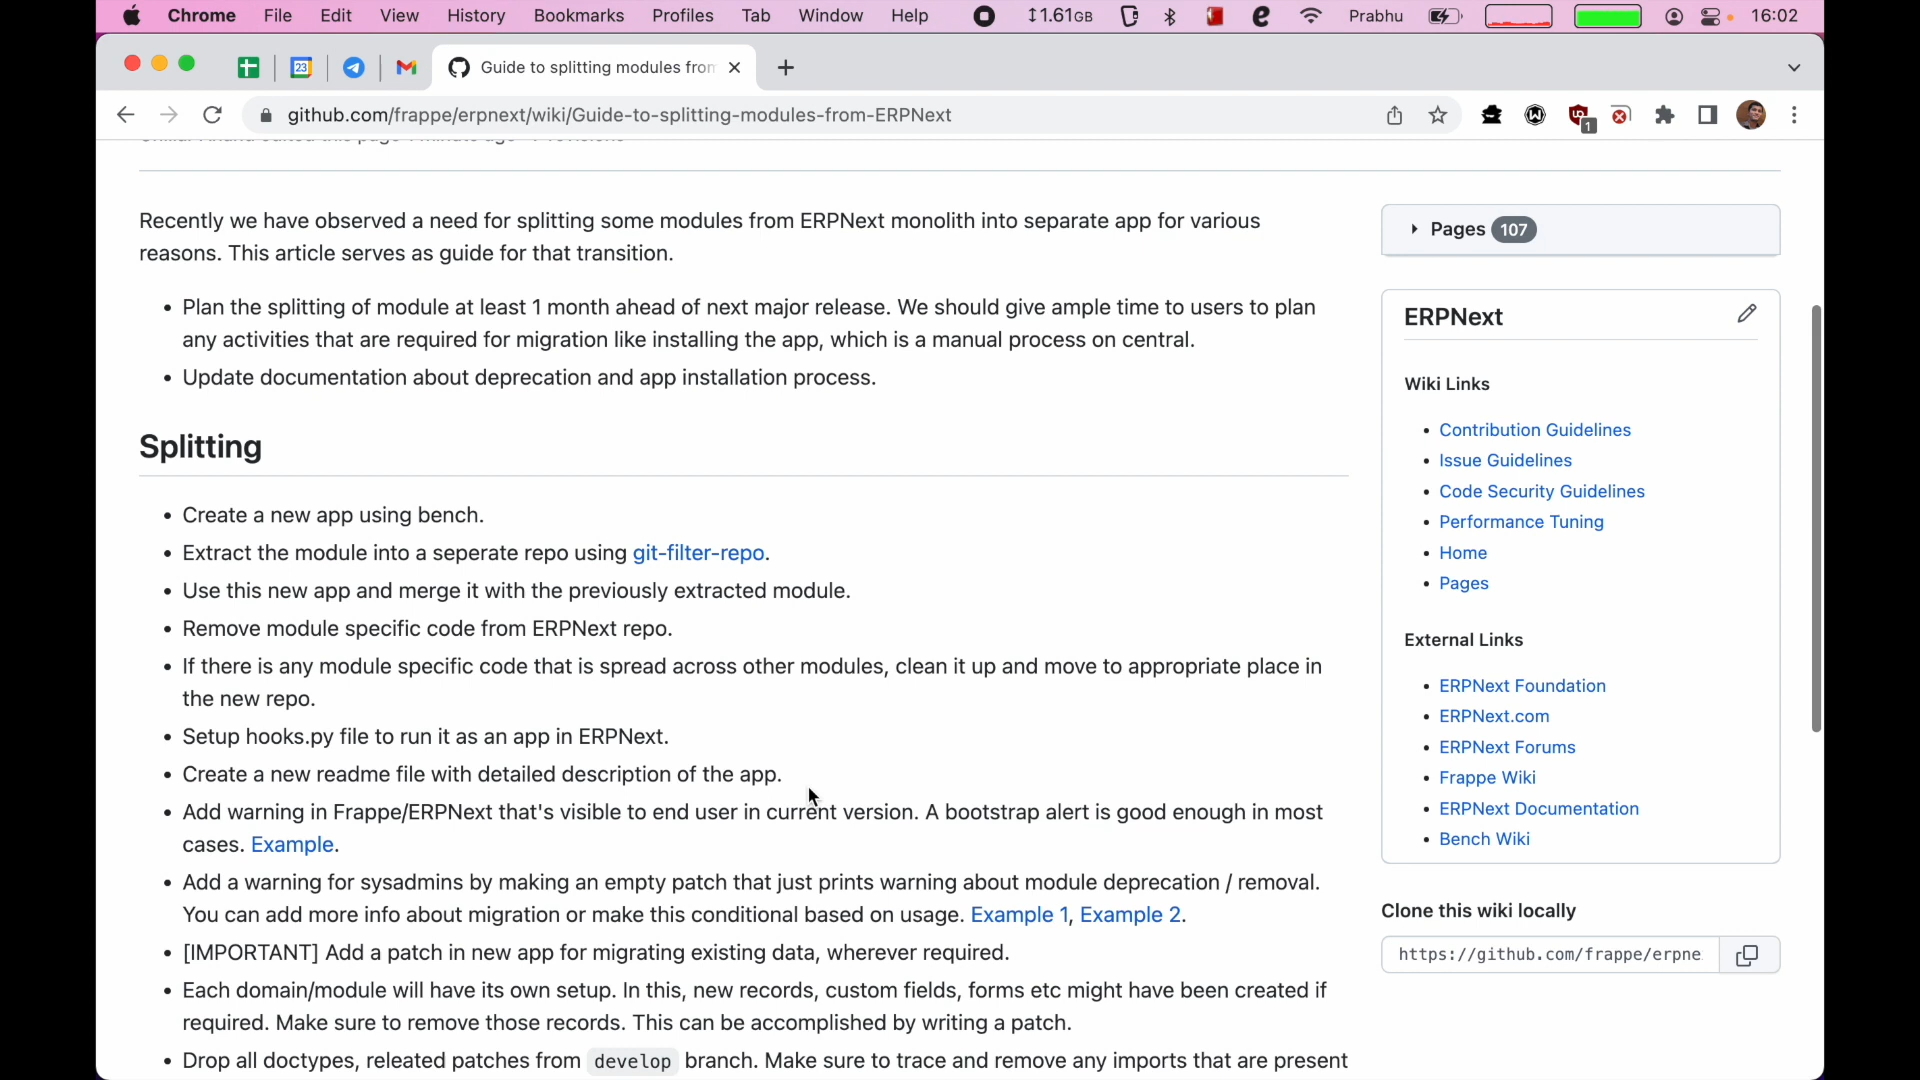 Chrome File Edit View History Bookmarks Profiles Tab Window Help 1.61GB Prabhu 16:02
23 Guide to splitting modules from
github.com/frappe/erpnext/wiki/Guide-to-splitting-modules-from-ERPNext 1
Recently we have observed a need for splitting some modules from ERPNext monolith into separate app for various
reasons. This article serves as guide for that transition.
• Plan the splitting of module at least 1 month ahead of next major release. We should give ample time to users to plan
any activities that are required for migration like installing the app, which is a manual process on central.
• Update documentation about deprecation and app installation process.
Splitting
• Create a new app using bench.
• Extract the module into a seperate repo using git-filter-repo.
• Use this new app and merge it with the previously extracted module.
• Remove module specific code from ERPNext repo.
• If there is any module specific code that is spread across other modules, clean it up and move to appropriate place in
the new repo.
• Setup hooks.py file to run it as an app in ERPNext.
• Create a new readme file with detailed description of the app.
• Add warning in Frappe/ERPNext that's visible to end user in current version. A bootstrap alert is good enough in most
cases. Example.
• Add a warning for sysadmins by making an empty patch that just prints warning about module deprecation / removal.
You can add more info about migration or make this conditional based on usage. Example 1, Example 2.
• [IMPORTANT] Add a patch in new app for migrating existing data, wherever required.
• Each domain/module will have its own setup. In this, new records, custom fields, forms etc might have been created if
required. Make sure to remove those records. This can be accomplished by writing a patch.
• Drop all doctypes, releated patches from develop branch. Make sure to trace and remove any imports that are present
Pages 107
ERPNext
Wiki Links
• Contribution Guidelines
• Issue Guidelines
• Code Security Guidelines
• Performance Tuning
• Home
• Pages
External Links
• ERPNext Foundation
• ERPNext.com
• ERPNext Forums
• Frappe Wiki
• ERPNext Documentation
• Bench Wiki
Clone this wiki locally
https://github.com/frappe/erpne